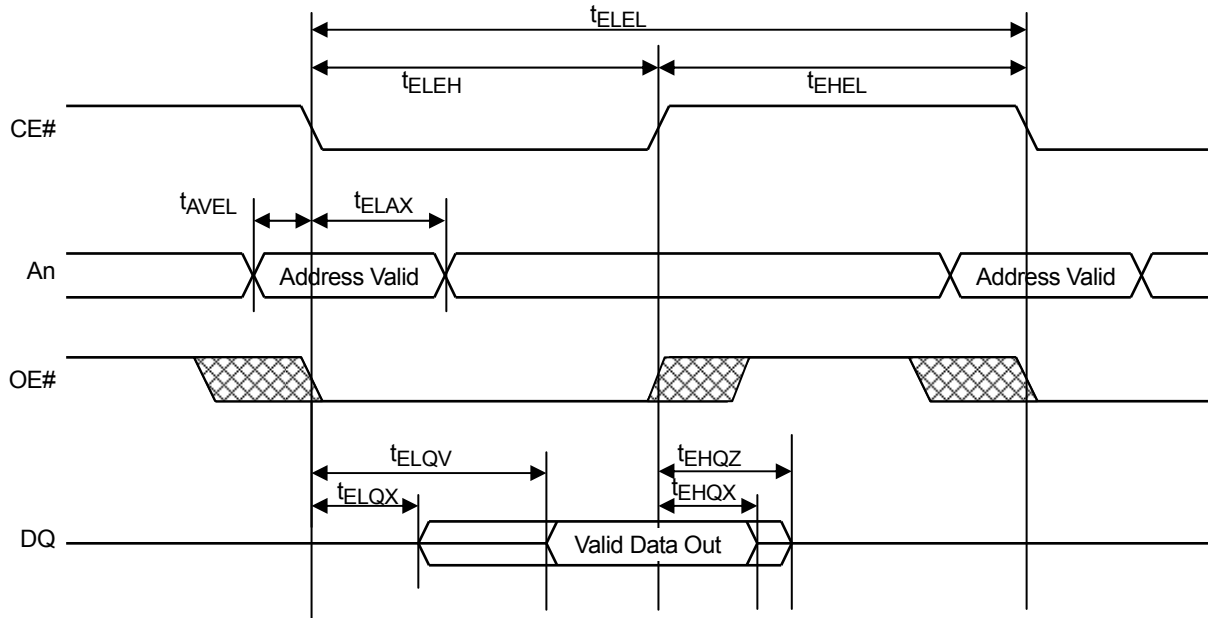 tELEL
tELEH tEHEL
CE#
tAVEL tELAX
An Address Valid Address Valid
OE#
tELQV tEHQZ
tELQX tEHQX
DQ Valid Data Out